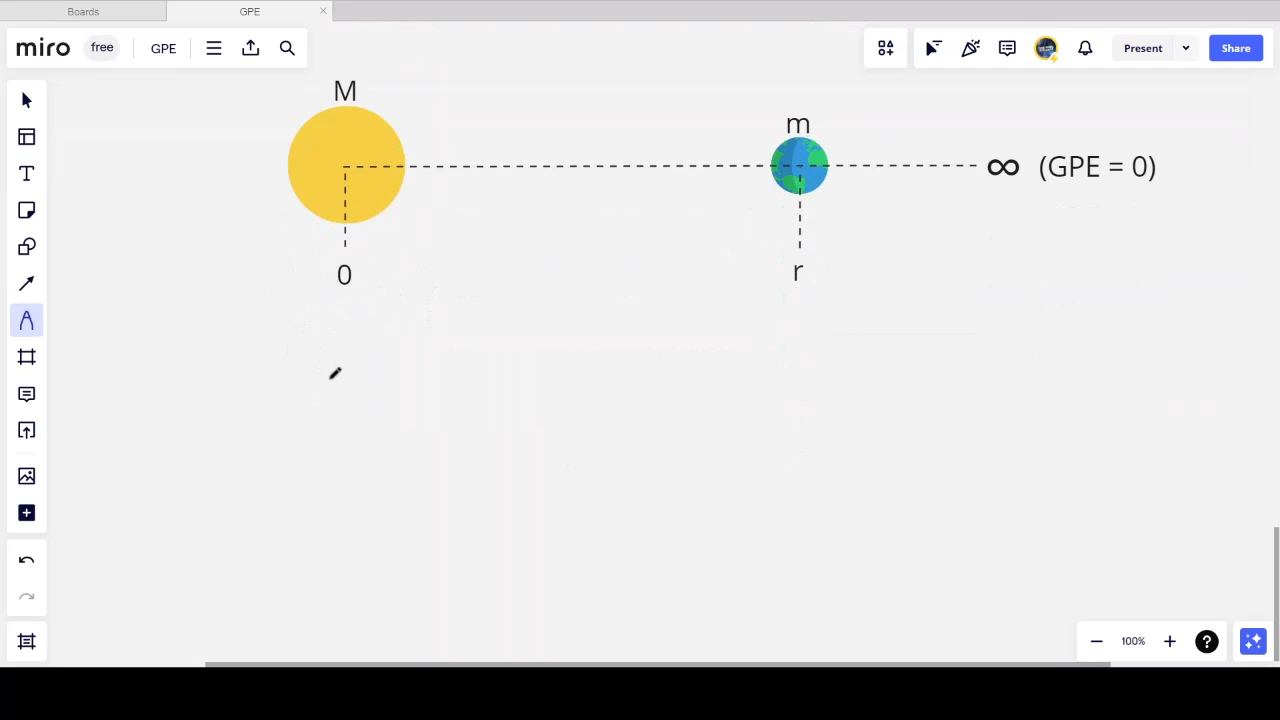 Boards GPE
miro free GPE Present Share
M
m
∞ (GPE = 0)
0
r
100% ?